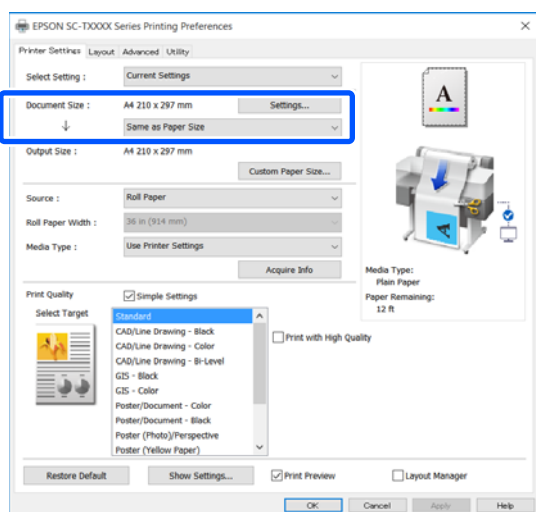 EPSON SC-TXXXX Series Printing Preferences
Printer Settings Layout Advanced Utility
Select Setting : Current Settings
Document Size : A4 210 x 297 mm Settings...
Same as Paper Size
Output Size : A4 210 x 297 mm
Custom Paper Size...
Source : Roll Paper
Roll Paper Width : 36 in (914 mm)
Media Type : Use Printer Settings
Acquire Info
A
A
Media Type:
Plain Paper
Paper Remaining:
12 ft
Print Quality Simple Settings
Select Target
Standard
CAD/Line Drawing - Black
CAD/Line Drawing - Color
CAD/Line Drawing - Bi-Level
GIS - Black
GIS - Color
Poster/Document - Color
Poster/Document - Black
Poster (Photo)/Perspective
Poster (Yellow Paper)
Print with High Quality
Restore Default Show Settings... Print Preview Layout Manager
OK Cancel Apply Help